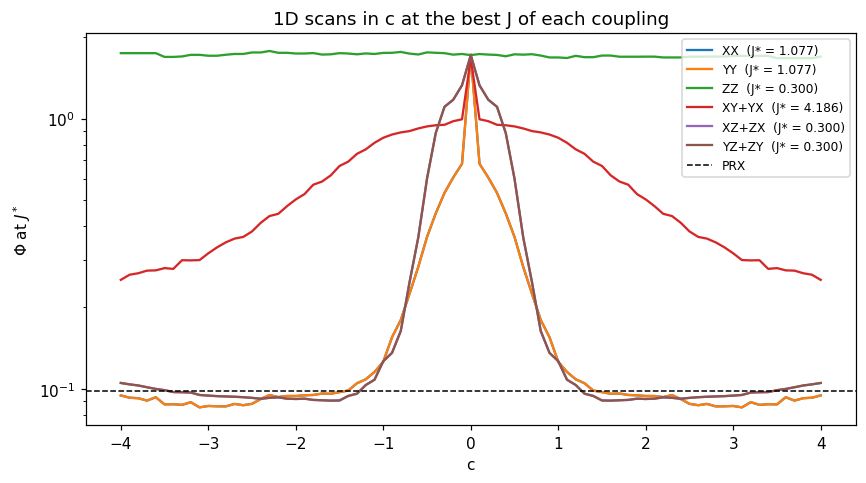 1D scans in c at the best J of each coupling
Φ at J*
10⁰
10⁻¹
XX (J* = 1.077)
YY (J* = 1.077)
ZZ (J* = 0.300)
XY+YX (J* = 4.186)
XZ+ZX (J* = 0.300)
YZ+ZY (J* = 0.300)
PRX
−4 −3 −2 −1 0 1 2 3 4
c